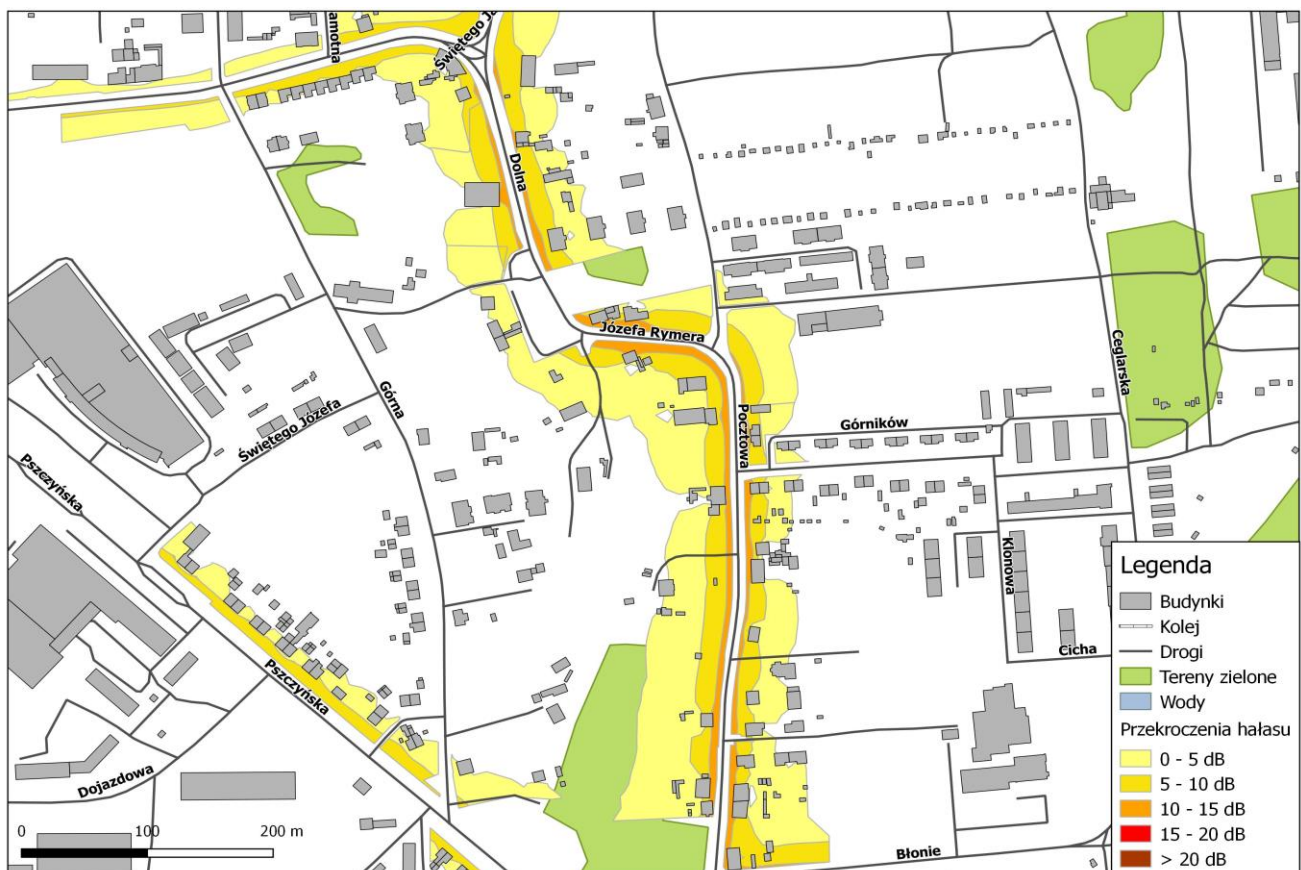 amotna
Świętego Ja
Dolna
Józefa Rymera
Ceglarska
Górna
Pocztowa
Górników
Świętego Józefa
Pszczyńska
Klonowa
Cicha
Pszczyńska
Dojazdowa
Błonie
0 100 200 m
Legenda
Budynki
Kolej
Drogi
Tereny zielone
Wody
Przekroczenia hałasu
0 - 5 dB
5 - 10 dB
10 - 15 dB
15 - 20 dB
> 20 dB